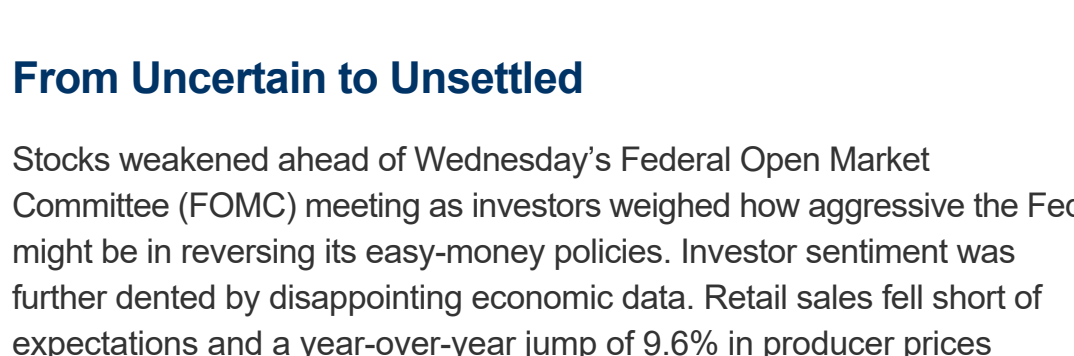 From Uncertain to Unsettled
Stocks weakened ahead of Wednesday’s Federal Open Market
Committee (FOMC) meeting as investors weighed how aggressive the Fed
might be in reversing its easy-money policies. Investor sentiment was
further dented by disappointing economic data. Retail sales fell short of
expectations and a year-over-year jump of 9.6% in producer prices